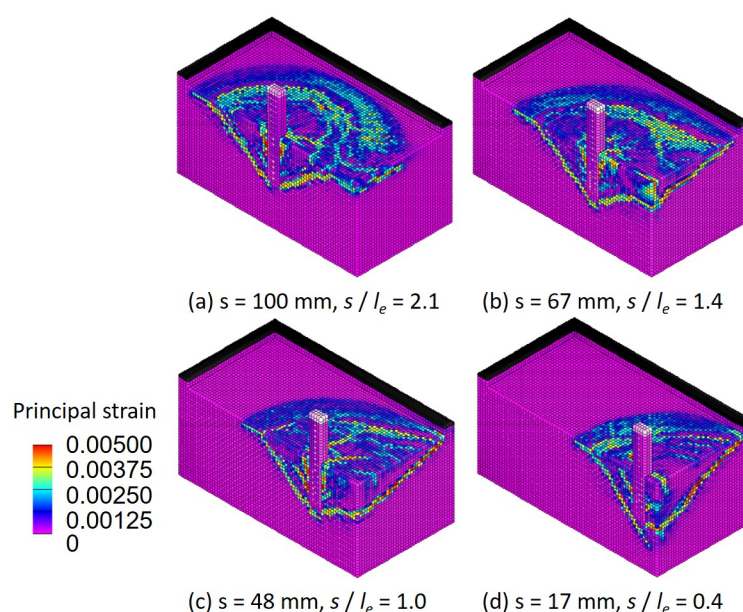 (a) s = 100 mm, s / lₑ = 2.1
(b) s = 67 mm, s / lₑ = 1.4
Principal strain
0.00500
0.00375
0.00250
0.00125
0
(c) s = 48 mm, s / lₑ = 1.0
(d) s = 17 mm, s / lₑ = 0.4